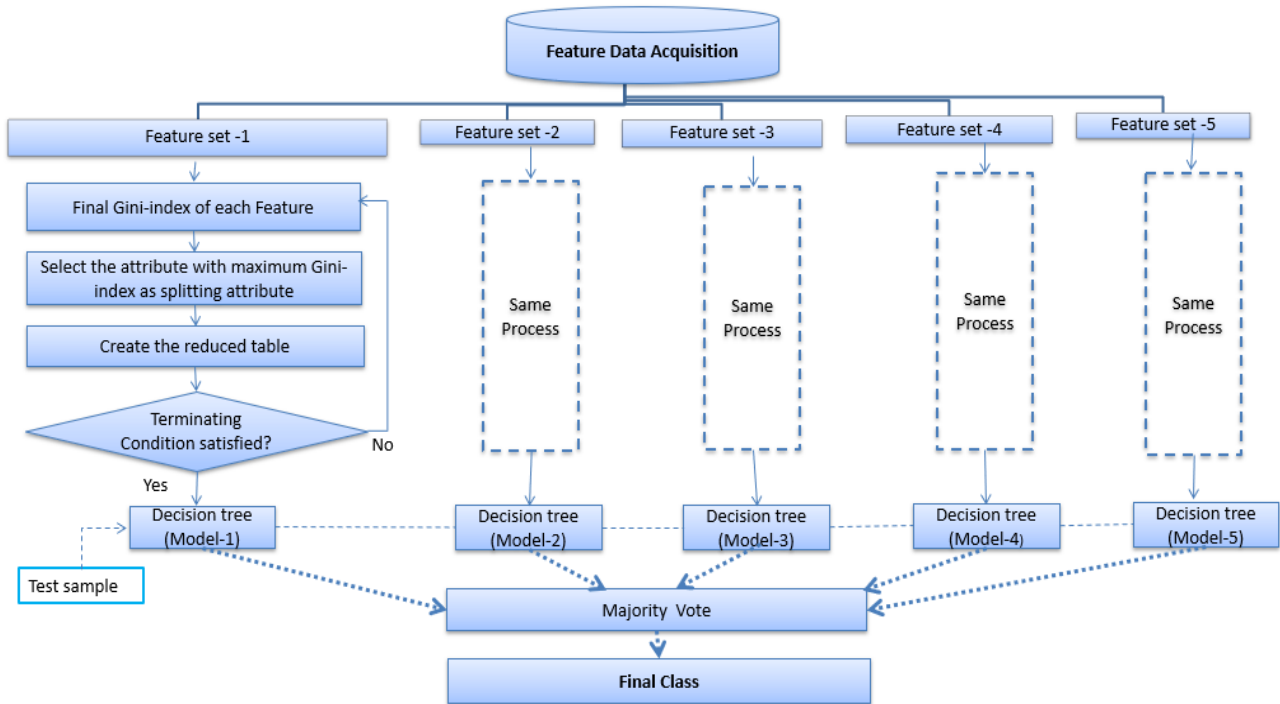 Feature Data Acquisition
Feature set -1
Feature set -2
Feature set -3
Feature set -4
Feature set -5
Final Gini-index of each Feature
Select the attribute with maximum Gini-
index as splitting attribute
Create the reduced table
Terminating
Condition satisfied?
No
Yes
Same
Process
Same
Process
Same
Process
Same
Process
Decision tree
(Model-1)
Decision tree
(Model-2)
Decision tree
(Model-3)
Decision tree
(Model-4)
Decision tree
(Model-5)
Test sample
Majority Vote
Final Class